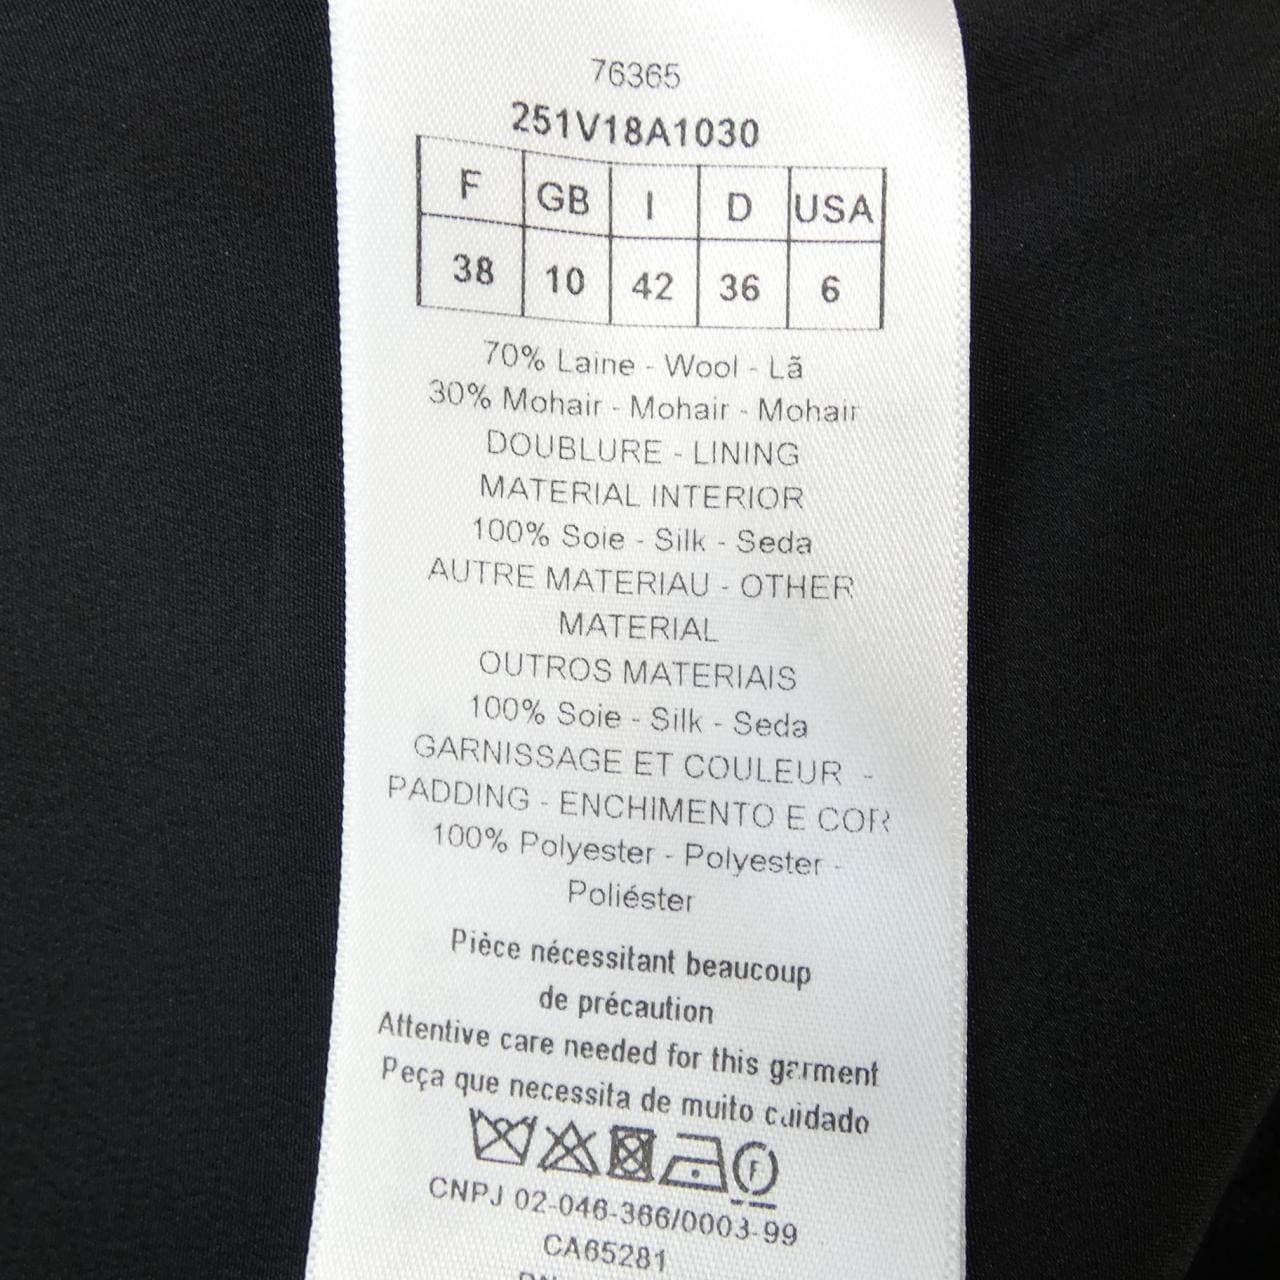 76365
251V18A1030
F GB I D USA
38 10 42 36 6
70% Laine - Wool - Lã
30% Mohair - Mohair - Mohair
DOUBLURE - LINING
MATERIAL INTERIOR
100% Soie - Silk - Seda
AUTRE MATERIAU - OTHER
MATERIAL
OUTROS MATERIAIS
100% Soie - Silk - Seda
GARNISSAGE ET COULEUR -
PADDING - ENCHIMENTO E COR
100% Polyester - Polyester -
Poliéster
Pièce nécessitant beaucoup
de précaution
Attentive care needed for this garment
Peça que necessita de muito cuidado
F
CNPJ 02-046-366/0003-99
CA65281